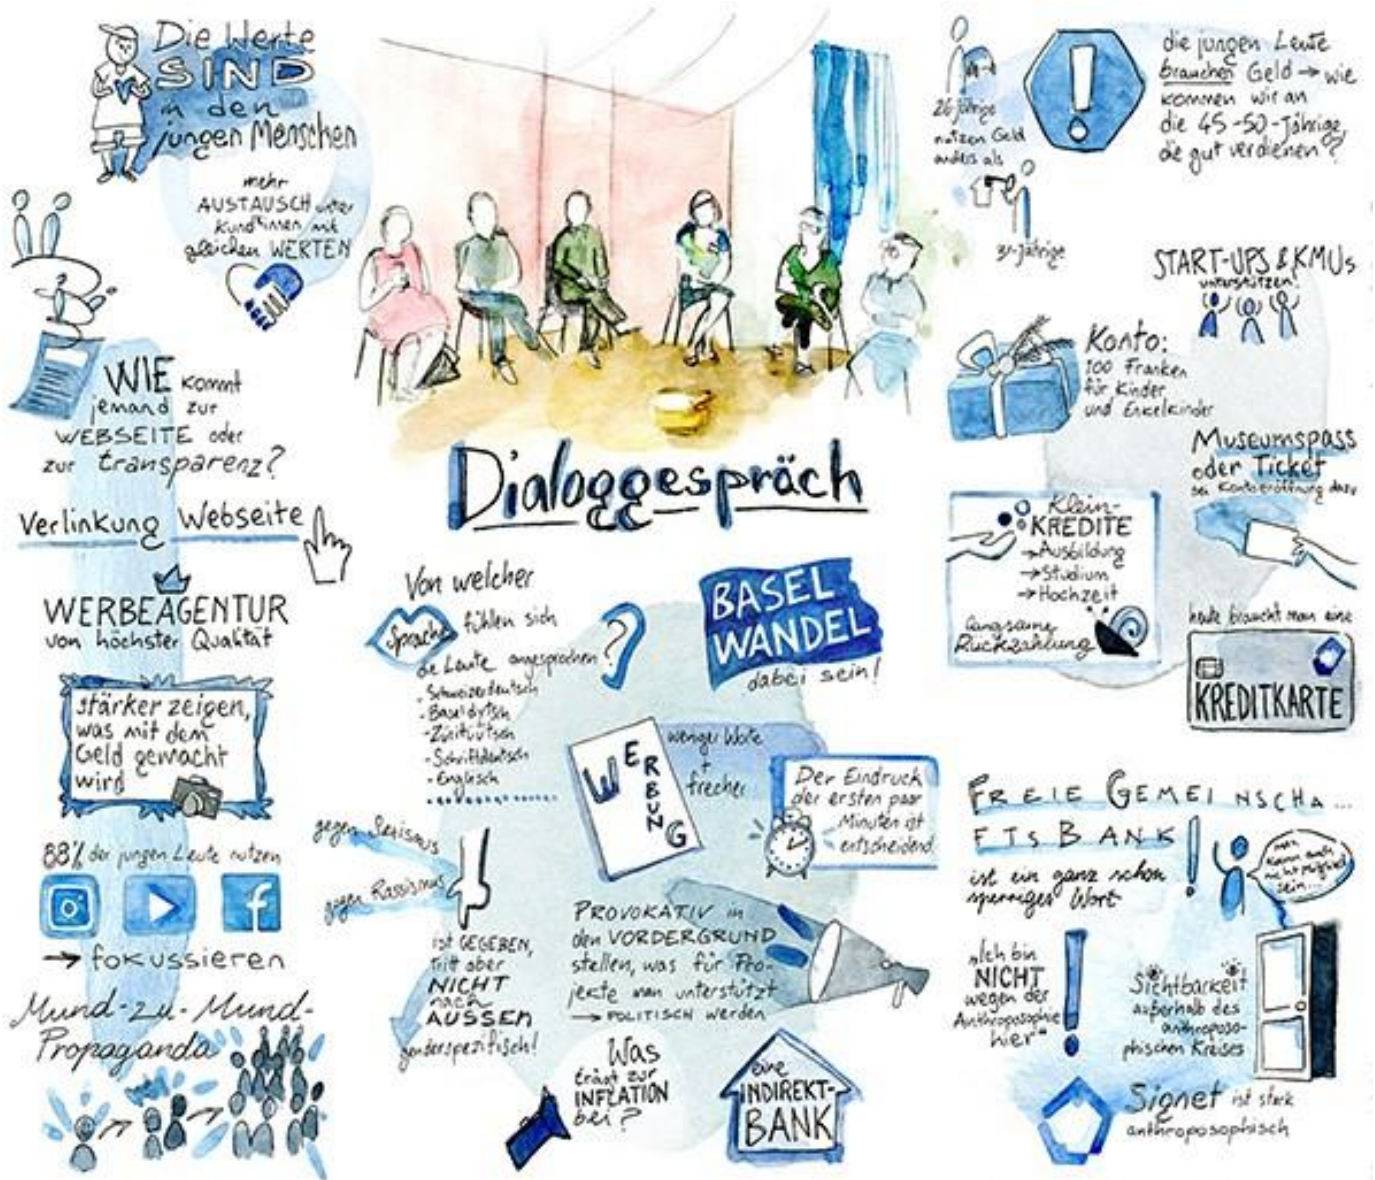 Die Werte
SIND
in den
jungen Menschen
mehr
AUSTAUSCH unter
Kund*innen mit
gleichen WERTEN
WIE kommt
jemand zur
WEBSEITE oder
zur transparenz?
Verlinkung Webseite
WERBEAGENTUR
von höchster Qualität
stärker zeigen,
was mit dem
Geld gemacht
wird
88% der jungen Leute nutzen
→ fokussieren
Mund-zu-Mund-
Propaganda
Dialoggespräch
Von welcher
Sprache fühlen sich
die Leute angesprochen?
- Schweizerdeutsch
- Baseldytsch
- Züritütsch
- Schriftdeutsch
- Englisch
BASEL
WANDEL
dabei sein!
WERBUNG
weniger Worte
+
frecher
Der Eindruck
der ersten paar
Minuten ist
entscheidend
gegen Sexismus
gegen Rassismus
ist GEGEBEN,
tritt aber
NICHT
nach
AUSSEN
genderspezifisch!
PROVOKATIV in
den VORDERGRUND
stellen, was für Pro-
jekte man unterstützt
→ POLITISCH werden
Was
trägt zur
INFLATION
bei?
eine
INDIREKT-
BANK
26-jährige
nutzen Geld
anders als
31-jährige
die jungen Leute
brauchen Geld → wie
kommen wir an
die 45-50-Jährige,
die gut verdienen?
START-UPS & KMUs
unterstützen!
Konto:
100 Franken
für Kinder
und Enkelkinder
Museumspass
oder Ticket
bei Kontoeröffnung dazu
Klein-
KREDITE
→ Ausbildung
→ Studium
→ Hochzeit
langsame
Rückzahlung
heute braucht man eine
KREDITKARTE
FREIE GEMEINSCHA...
FTSBANK!
ist ein ganz schön
sperriges Wort
man
kann auch
nicht mitglied
sein...
"Ich bin
NICHT
wegen der
Anthroposophie
hier"
Sichtbarkeit
außerhalb des
anthroposo-
phischen Kreises
Signet ist stark
anthroposophisch